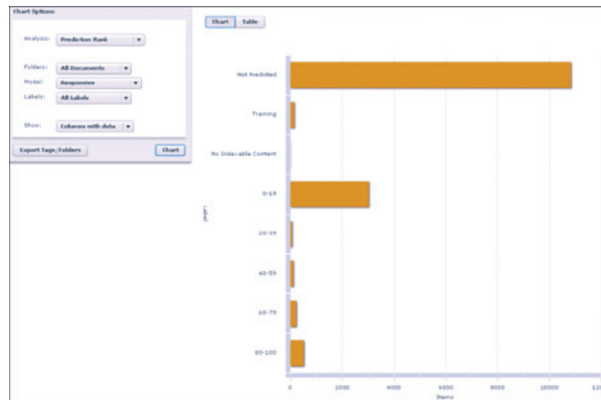 Chart Options
Analysis: Prediction Rank
Folders: All Documents
Model: Responsive
Labels: All Labels
Show: Columns with data
Export Tags/Folders
Chart
Chart
Table
Not Predicted
Training
No Indexable Content
0-19
20-39
40-59
60-79
80-100
Label
0
2000
4000
6000
8000
10000
Items